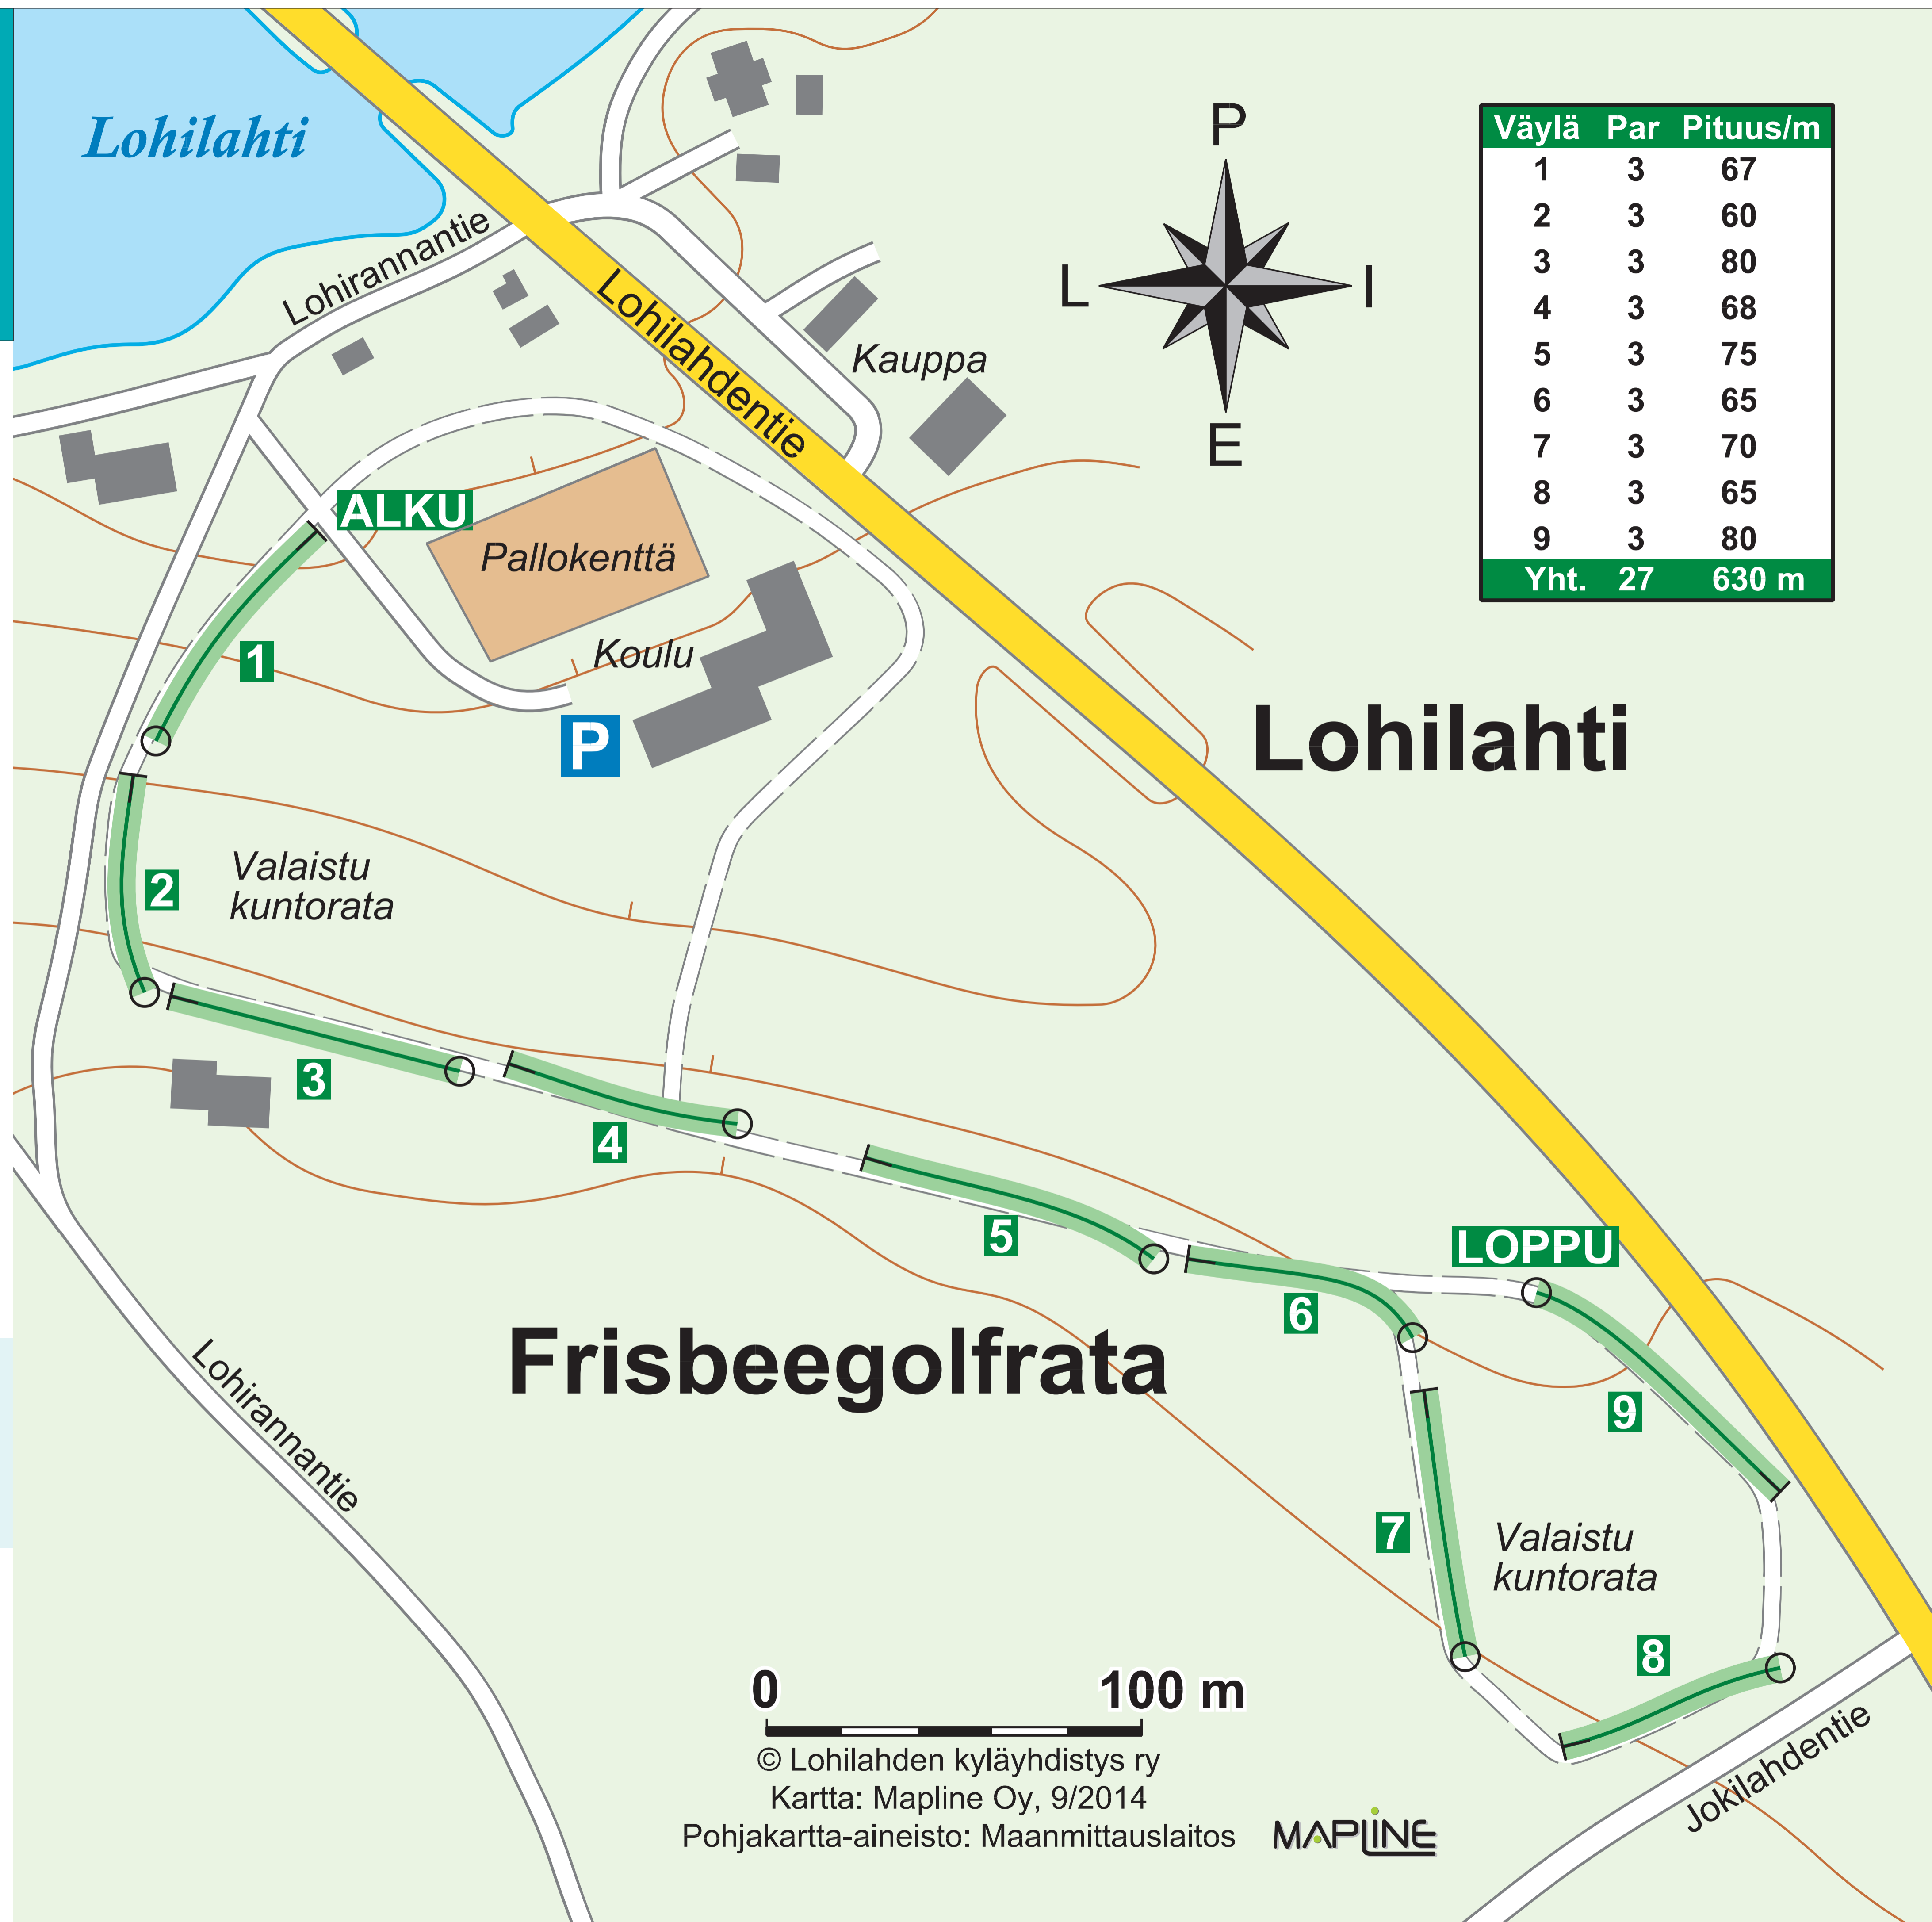 Lohilahti
Lohirannantie
Lohilahdentie
Kauppa
P
L I
E
Väylä Par Pituus/m
1 3 67
2 3 60
3 3 80
4 3 68
5 3 75
6 3 65
7 3 70
8 3 65
9 3 80
Yht. 27 630 m
ALKU
Pallokenttä
Koulu
P
1
Lohilahti
2
Valaistu
kuntorata
3
4
5
6
LOPPU
Frisbeegolfrata
Lohirannantie
9
7
Valaistu
kuntorata
8
Jokilahdentie
0 100 m
© Lohilahden kyläyhdistys ry
Kartta: Mapline Oy, 9/2014
Pohjakartta-aineisto: Maanmittauslaitos
MAPLINE